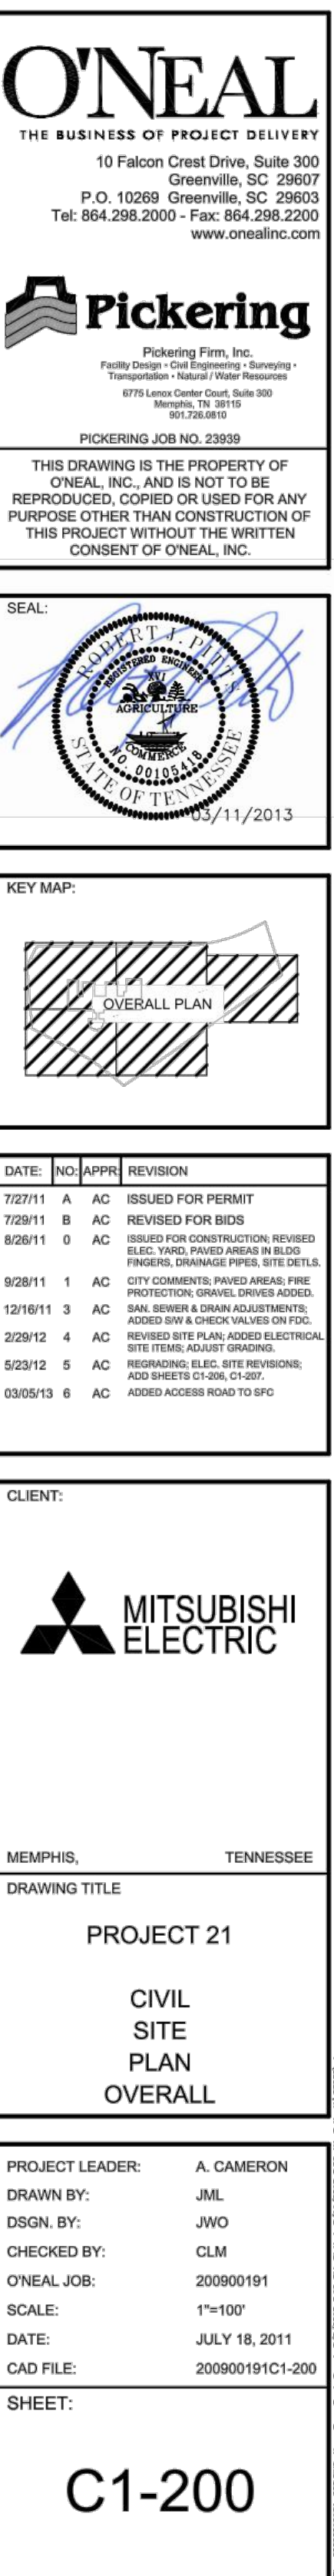 O'NEAL
THE BUSINESS OF PROJECT DELIVERY
10 Falcon Crest Drive, Suite 300
Greenville, SC 29607
P.O. 10269 Greenville, SC 29603
Tel: 864.298.2000 - Fax: 864.298.2200
www.onealinc.com
Pickering
Pickering Firm, Inc.
Facility Design • Civil Engineering • Surveying •
Transportation • Natural / Water Resources
6775 Lenox Center Court, Suite 300
Memphis, TN 38115
901.726.0810
PICKERING JOB NO. 23939
THIS DRAWING IS THE PROPERTY OF
O'NEAL, INC., AND IS NOT TO BE
REPRODUCED, COPIED OR USED FOR ANY
PURPOSE OTHER THAN CONSTRUCTION OF
THIS PROJECT WITHOUT THE WRITTEN
CONSENT OF O'NEAL, INC.
SEAL:
ROBERT J. PITTS
REGISTERED ENGINEER
XVI
AGRICULTURE
COMMERCE
NO. 00105418
STATE OF TENNESSEE
03/11/2013
KEY MAP:
OVERALL PLAN
DATE: NO: APPR: REVISION
7/27/11 A AC ISSUED FOR PERMIT
7/29/11 B AC REVISED FOR BIDS
8/26/11 0 AC ISSUED FOR CONSTRUCTION; REVISED
ELEC. YARD, PAVED AREAS IN BLDG
FINGERS, DRAINAGE PIPES, SITE DETLS.
9/28/11 1 AC CITY COMMENTS; PAVED AREAS; FIRE
PROTECTION; GRAVEL DRIVES ADDED.
12/16/11 3 AC SAN. SEWER & DRAIN ADJUSTMENTS;
ADDED S/W & CHECK VALVES ON FDC.
2/29/12 4 AC REVISED SITE PLAN; ADDED ELECTRICAL
SITE ITEMS; ADJUST GRADING.
5/23/12 5 AC REGRADING; ELEC. SITE REVISIONS;
ADD SHEETS C1-206, C1-207.
03/05/13 6 AC ADDED ACCESS ROAD TO SFC
CLIENT:
MITSUBISHI
ELECTRIC
MEMPHIS, TENNESSEE
DRAWING TITLE
PROJECT 21
CIVIL
SITE
PLAN
OVERALL
PROJECT LEADER: A. CAMERON
DRAWN BY: JML
DSGN. BY: JWO
CHECKED BY: CLM
O'NEAL JOB: 200900191
SCALE: 1"=100'
DATE: JULY 18, 2011
CAD FILE: 200900191C1-200
SHEET:
C1-200